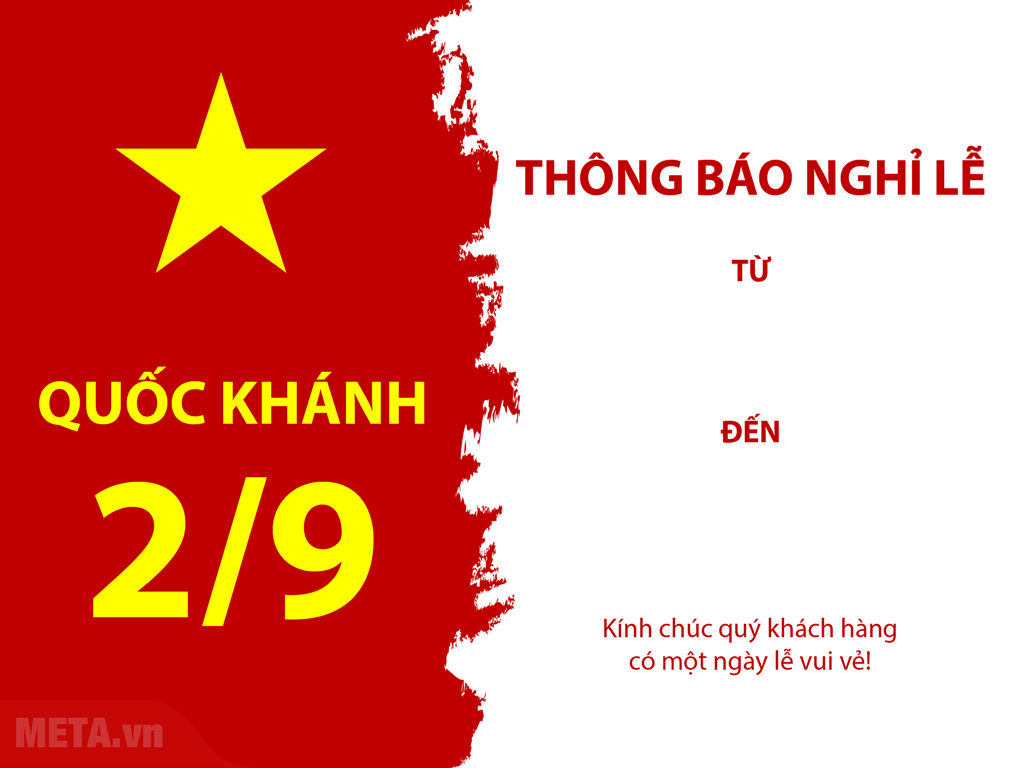 QUỐC KHÁNH
2/9
THÔNG BÁO NGHỈ LỄ
TỪ
ĐẾN
Kính chúc quý khách hàng
có một ngày lễ vui vẻ!
META.vn